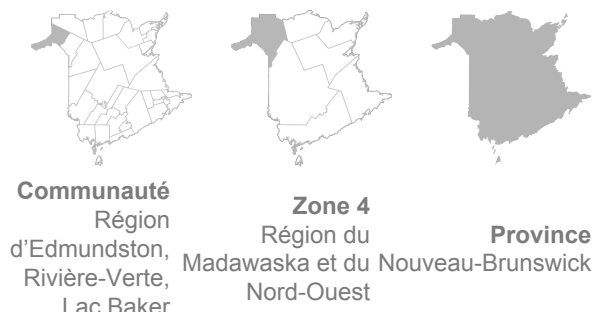 Communauté
Région
d'Edmundston,
Rivière-Verte,
Lac Baker
Zone 4
Région du
Madawaska et du
Nord-Ouest
Province
Nouveau-Brunswick